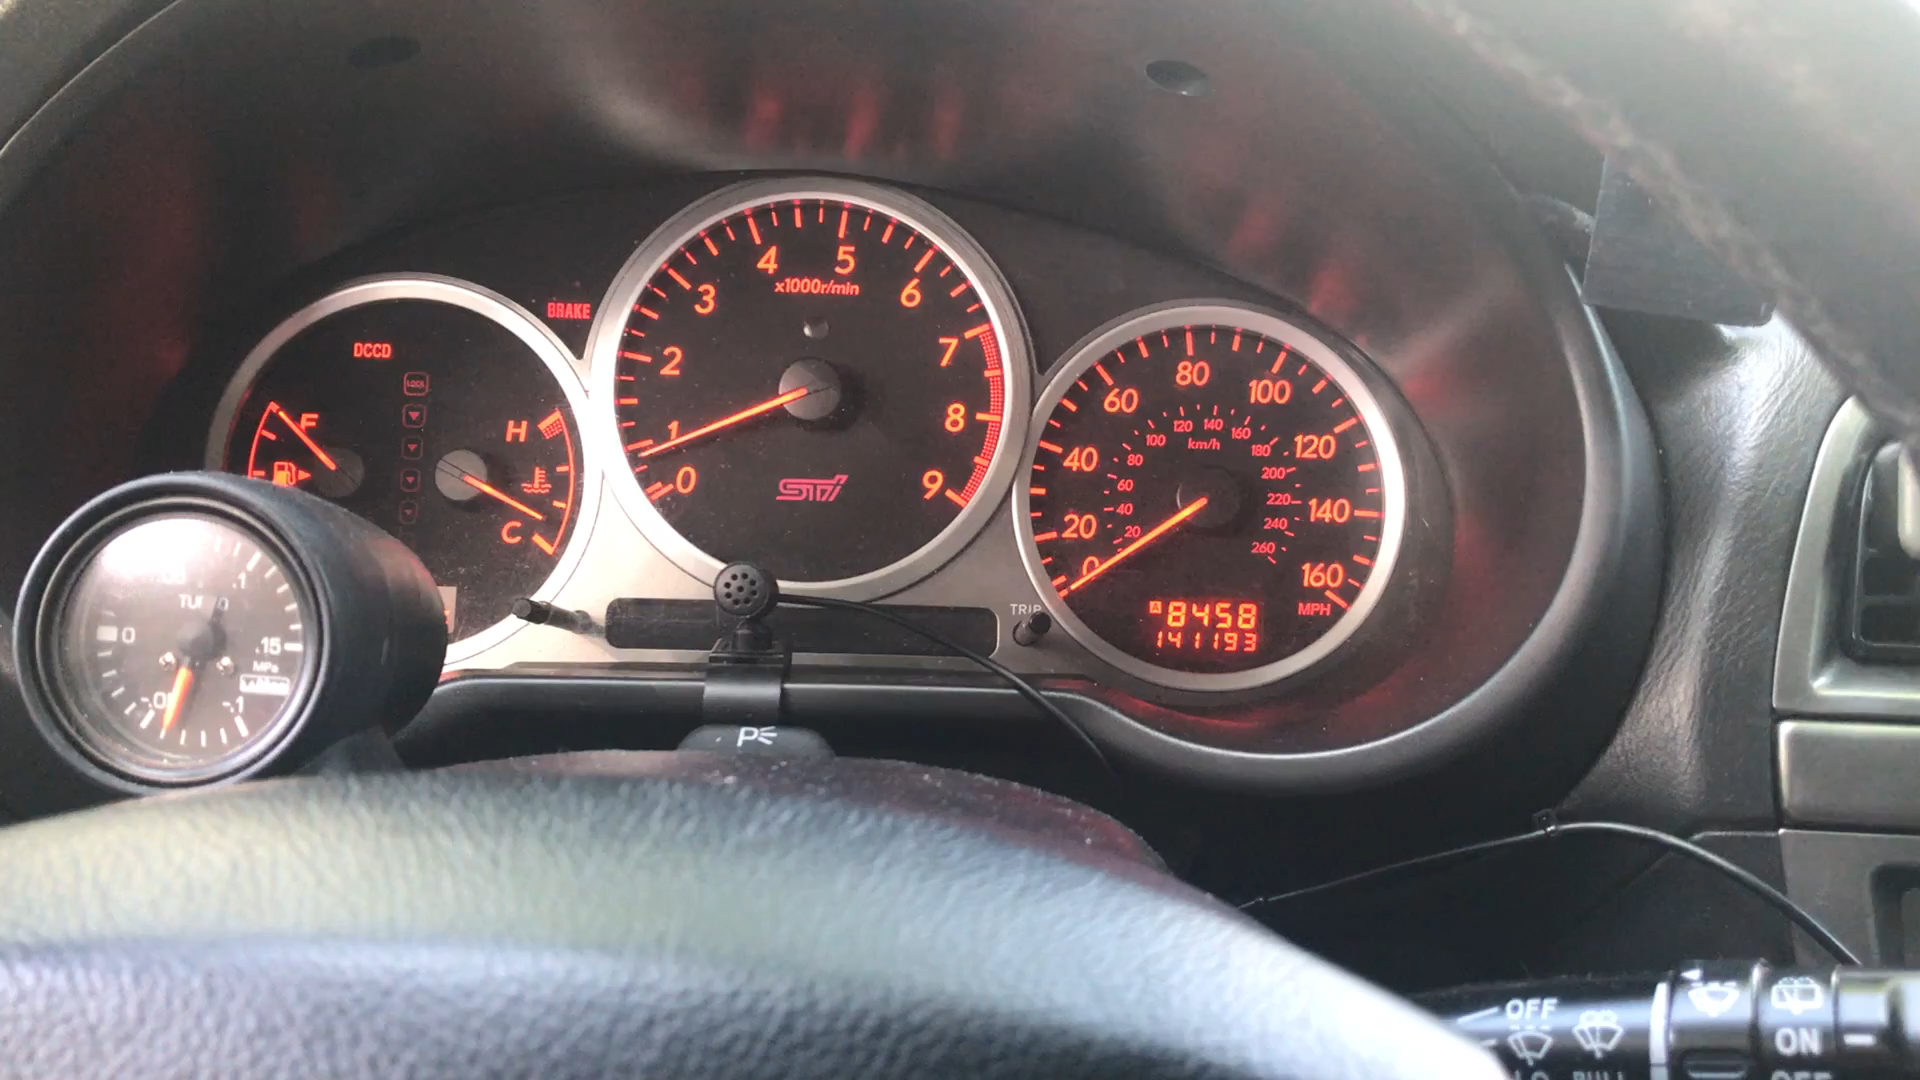 BRAKE
DCCD
LOCK
F
H
C
0
1
2
3
4
5
6
7
8
9
x1000r/min
STi
0
20
40
60
80
100
120
140
160
MPH
20
40
60
80
100
120
140
160
180
200
220
240
260
km/h
A 8458
141193
TRIP
.1
0
.15
MPa
-.1
P
OFF
ON